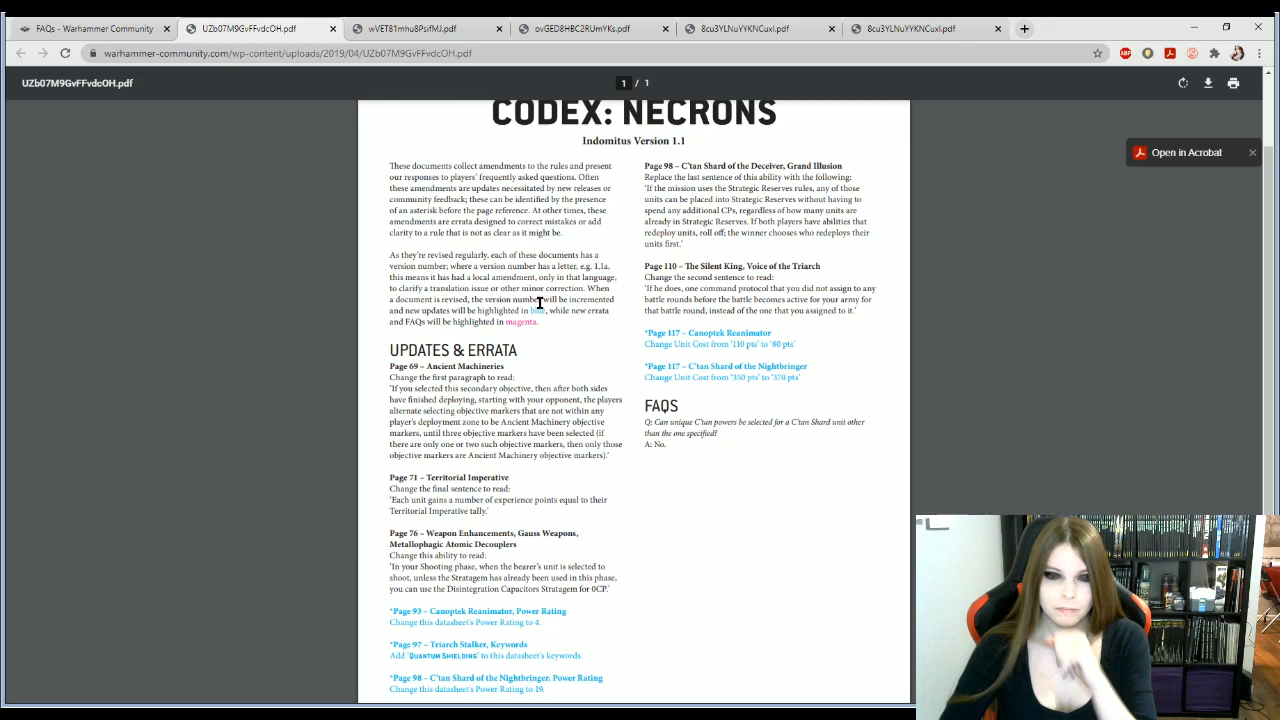 FAQs - Warhammer Community
UZb07M9GvFFvdcOH.pdf
wVET81mhu8PsifMJ.pdf
ovGED8HBC2RUmYKs.pdf
8cu3YLNuYYKNCuxl.pdf
8cu3YLNuYYKNCuxl.pdf
warhammer-community.com/wp-content/uploads/2019/04/UZb07M9GvFFvdcOH.pdf
ABP
UZb07M9GvFFvdcOH.pdf
1 / 1
Open in Acrobat
CODEX: NECRONS
Indomitus Version 1.1
These documents collect amendments to the rules and present
our responses to players' frequently asked questions. Often
these amendments are updates necessitated by new releases or
community feedback; these can be identified by the presence
of an asterisk before the page reference. At other times, these
amendments are errata designed to correct mistakes or add
clarity to a rule that is not as clear as it might be.
As they're revised regularly, each of these documents has a
version number; where a version number has a letter, e.g. 1.1a,
this means it has had a local amendment, only in that language,
to clarify a translation issue or other minor correction. When
a document is revised, the version number will be incremented
and new updates will be highlighted in blue, while new errata
and FAQs will be highlighted in magenta.
UPDATES & ERRATA
Page 69 – Ancient Machineries
Change the first paragraph to read:
'If you selected this secondary objective, then after both sides
have finished deploying, starting with your opponent, the players
alternate selecting objective markers that are not within any
player's deployment zone to be Ancient Machinery objective
markers, until three objective markers have been selected (if
there are only one or two such objective markers, then only those
objective markers are Ancient Machinery objective markers).'
Page 71 – Territorial Imperative
Change the final sentence to read:
'Each unit gains a number of experience points equal to their
Territorial Imperative tally.'
Page 76 – Weapon Enhancements, Gauss Weapons,
Metallophagic Atomic Decouplers
Change this ability to read:
'In your Shooting phase, when the bearer's unit is selected to
shoot, unless the Stratagem has already been used in this phase,
you can use the Disintegration Capacitors Stratagem for 0CP.'
*Page 93 – Canoptek Reanimator, Power Rating
Change this datasheet's Power Rating to 4.
*Page 97 – Triarch Stalker, Keywords
Add 'QUANTUM SHIELDING' to this datasheet's keywords.
*Page 98 – C'tan Shard of the Nightbringer, Power Rating
Change this datasheet's Power Rating to 19.
Page 98 – C'tan Shard of the Deceiver, Grand Illusion
Replace the last sentence of this ability with the following:
'If the mission uses the Strategic Reserves rules, any of those
units can be placed into Strategic Reserves without having to
spend any additional CPs, regardless of how many units are
already in Strategic Reserves. If both players have abilities that
redeploy units, roll off; the winner chooses who redeploys their
units first.'
Page 110 – The Silent King, Voice of the Triarch
Change the second sentence to read:
'If he does, one command protocol that you did not assign to any
battle rounds before the battle becomes active for your army for
that battle round, instead of the one that you assigned to it.'
*Page 117 – Canoptek Reanimator
Change Unit Cost from '110 pts' to '80 pts'
*Page 117 – C'tan Shard of the Nightbringer
Change Unit Cost from '350 pts' to '370 pts'
FAQS
Q: Can unique C'tan powers be selected for a C'tan Shard unit other
than the one specified?
A: No.